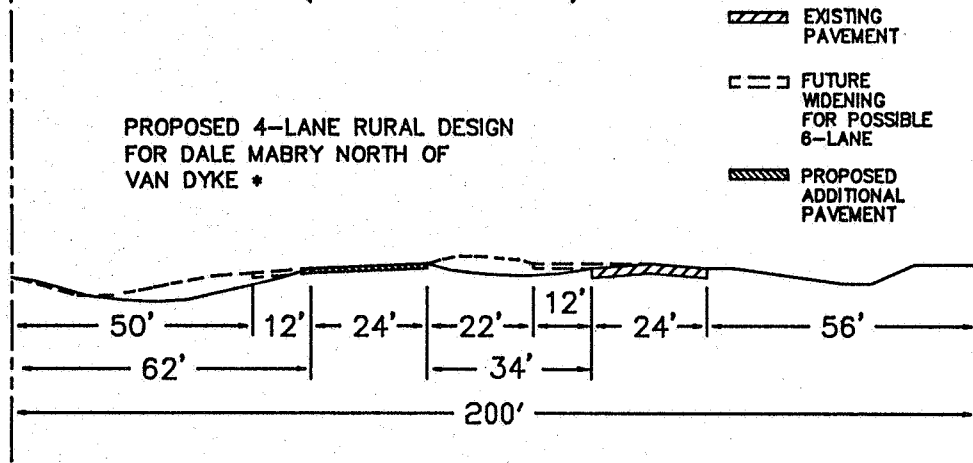 EXISTING
PAVEMENT
FUTURE
WIDENING
FOR POSSIBLE
6-LANE
PROPOSED 4-LANE RURAL DESIGN
FOR DALE MABRY NORTH OF
VAN DYKE *
PROPOSED
ADDITIONAL
PAVEMENT
50' 12' 24' 22' 12' 24' 56'
62' 34'
200'